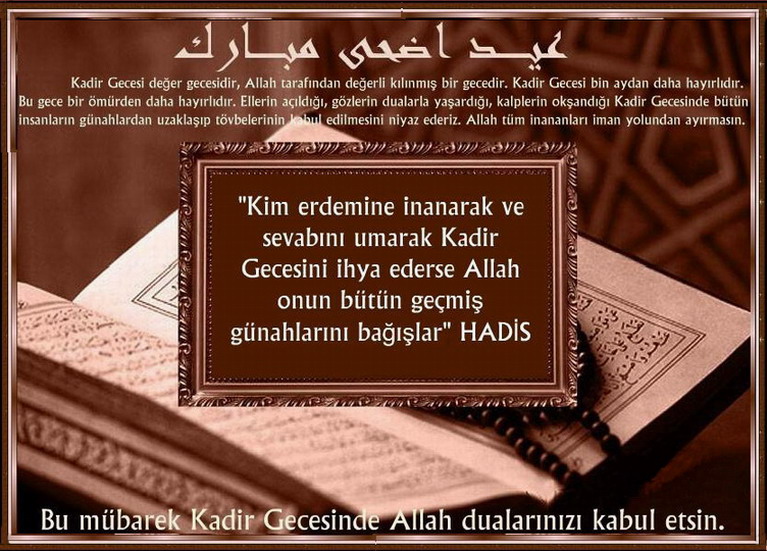 عيد اضحى مبارك
Kadir Gecesi değer gecesidir, Allah tarafından değerli kılınmış bir gecedir. Kadir Gecesi bin aydan daha hayırlıdır.
Bu gece bir ömürden daha hayırlıdır. Ellerin açıldığı, gözlerin dualarla yaşardığı, kalplerin okşandığı Kadir Gecesinde bütün
insanların günahlardan uzaklaşıp tövbelerinin kabul edilmesini niyaz ederiz. Allah tüm inananları iman yolundan ayırmasın.
"Kim erdemine inanarak ve
sevabını umarak Kadir
Gecesini ihya ederse Allah
onun bütün geçmiş
günahlarını bağışlar" HADİS
Bu mübarek Kadir Gecesinde Allah dualarınızı kabul etsin.